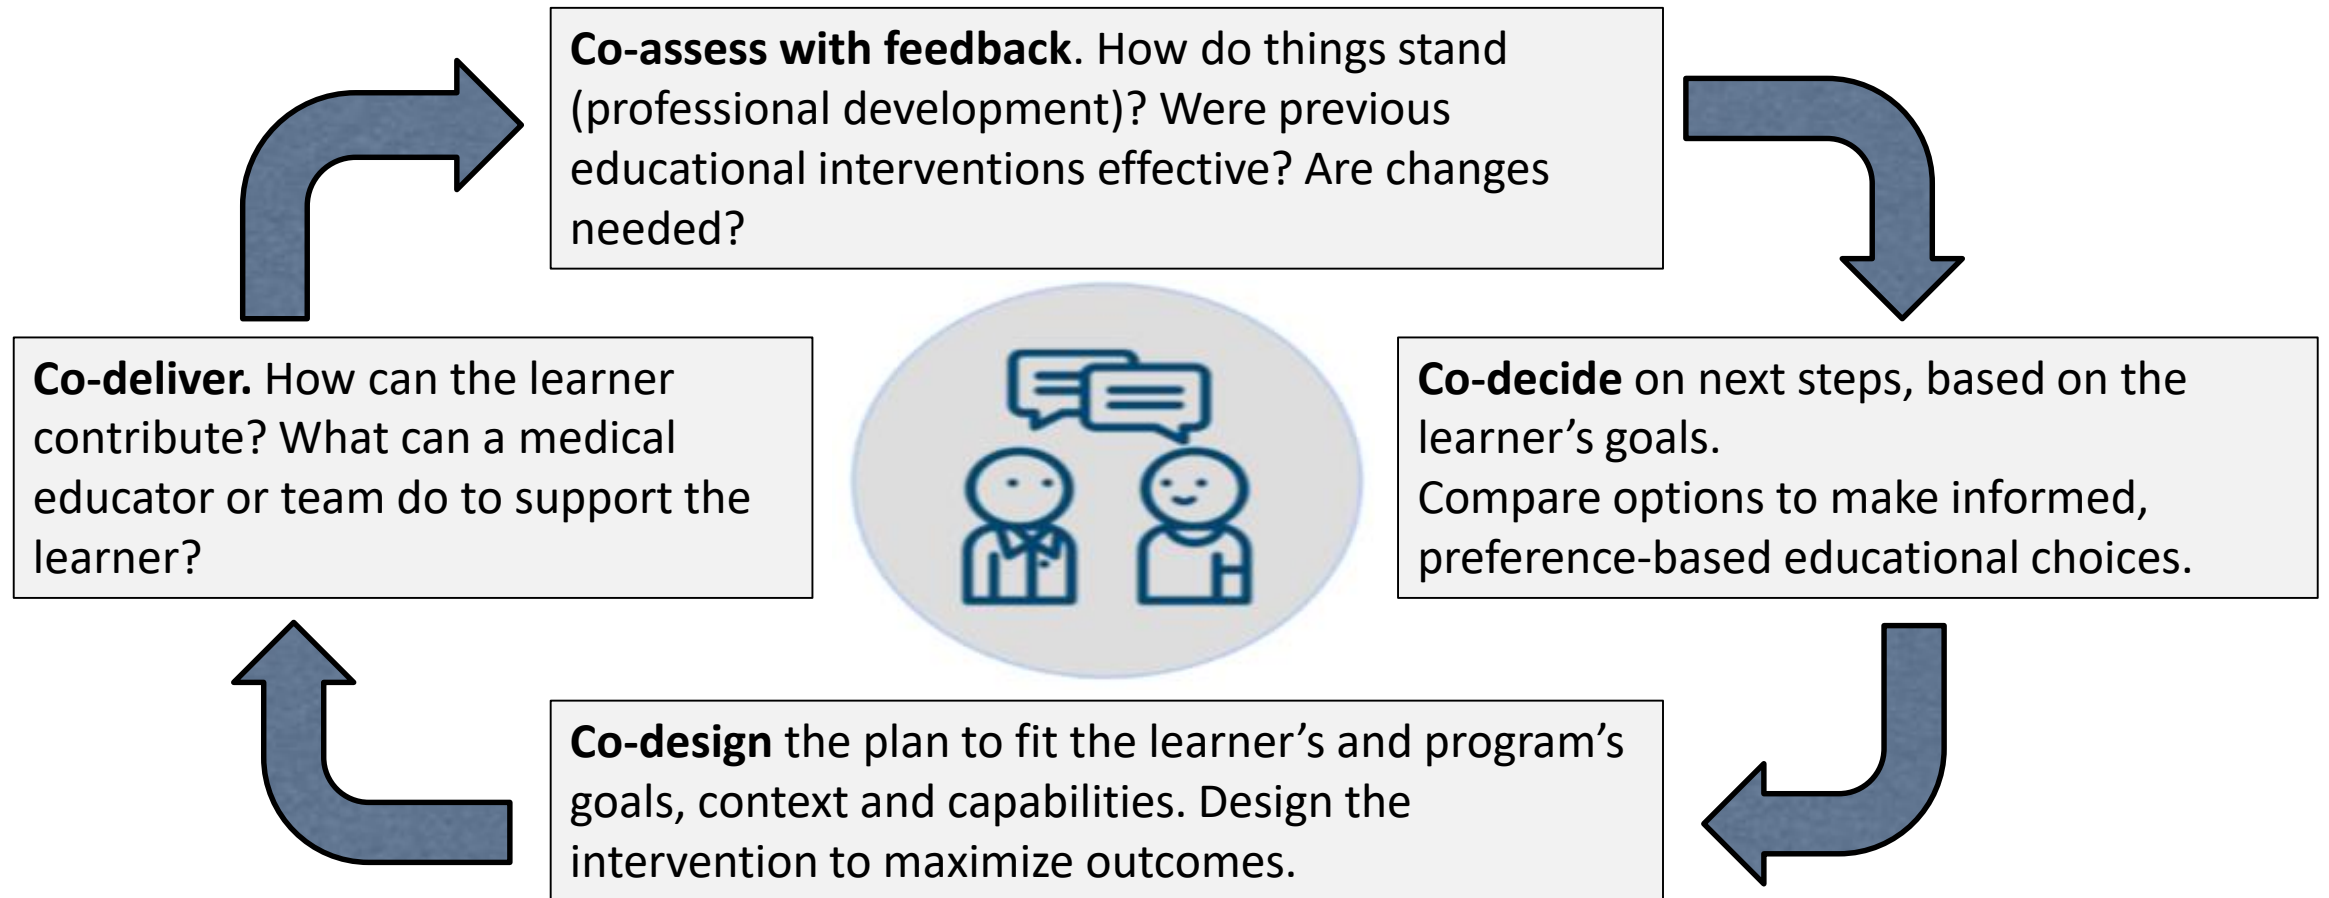 Co-assess with feedback. How do things stand
(professional development)? Were previous
educational interventions effective? Are changes
needed?
Co-deliver. How can the learner
contribute? What can a medical
educator or team do to support the
learner?
Co-decide on next steps, based on the
learner’s goals.
Compare options to make informed,
preference-based educational choices.
Co-design the plan to fit the learner’s and program’s
goals, context and capabilities. Design the
intervention to maximize outcomes.